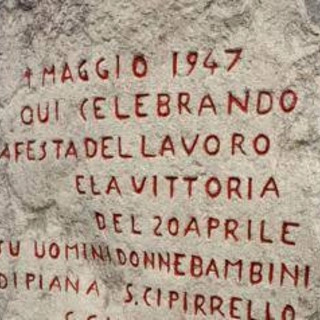 1 MAGGIO 1947
QUI CELEBRANDO
A FESTA DEL LAVORO
E LA VITTORIA
DEL 20 APRILE
SU UOMINI DONNE BAMBINI
DI PIANA S. CIPIRRELLO